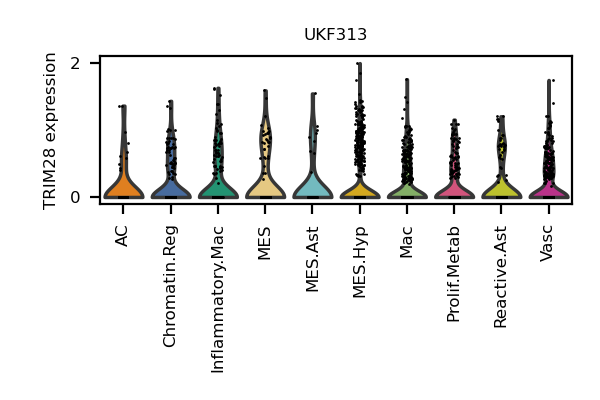 UKF313
TRIM28 expression
2
0
AC
Chromatin.Reg
Inflammatory.Mac
MES
MES.Ast
MES.Hyp
Mac
Prolif.Metab
Reactive.Ast
Vasc